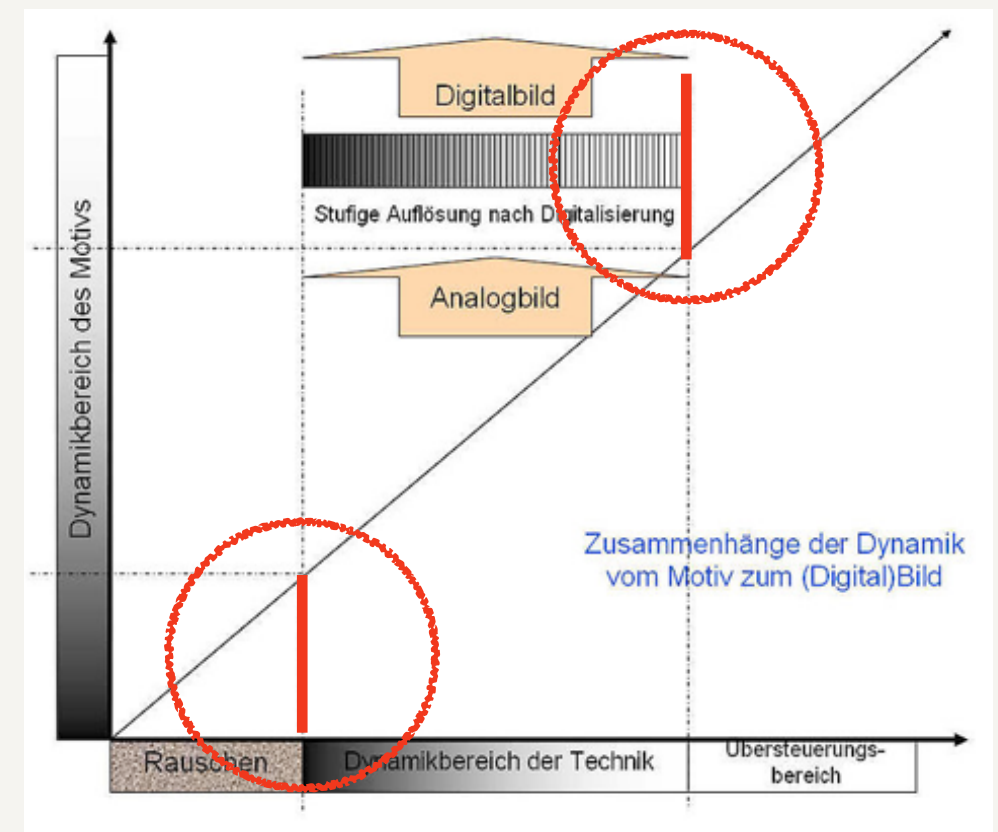 Digitalbild
Stufige Auflösung nach Digitalisierung
Analogbild
Dynamikbereich des Motivs
Zusammenhänge der Dynamik
vom Motiv zum (Digital)Bild
Rauschen
Dynamikbereich der Technik
Übersteuerungs-
bereich